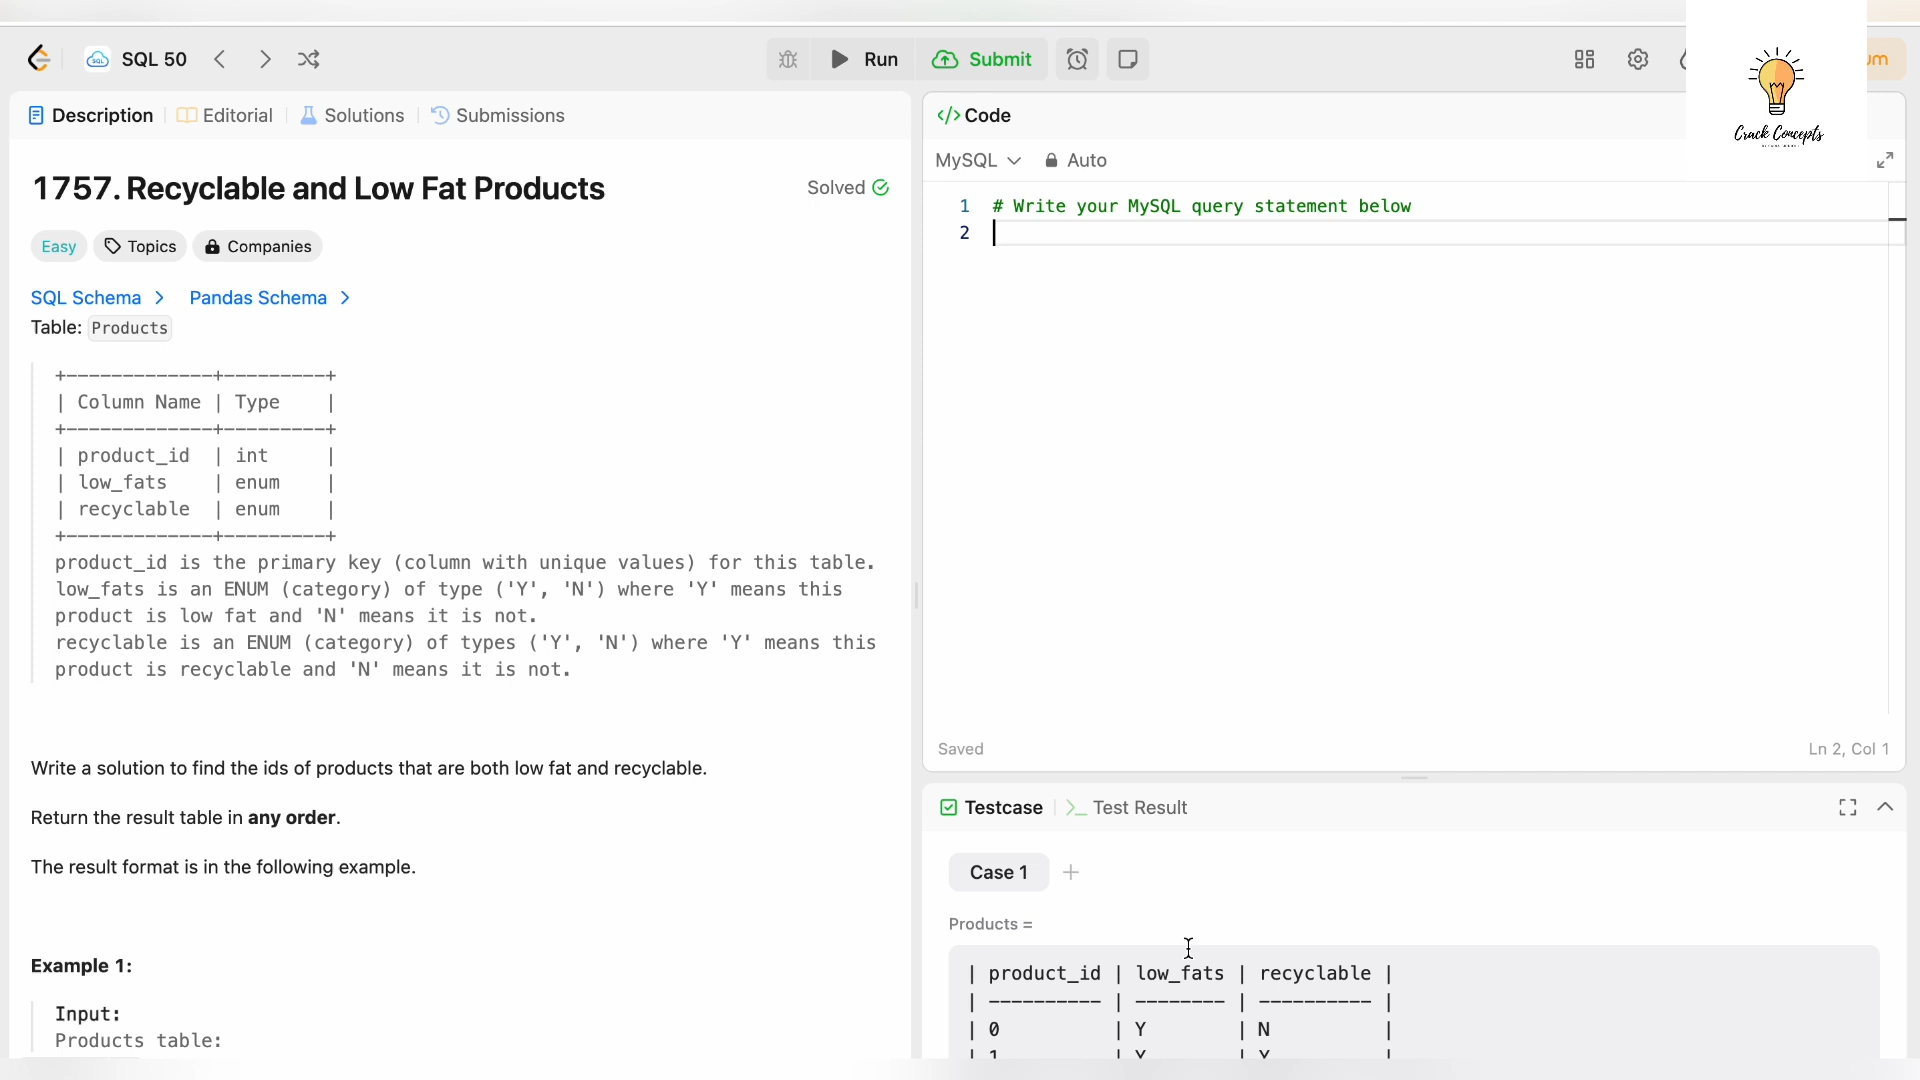 SQL 50
Run
Submit
um
Crack Concepts
Description
Editorial
Solutions
Submissions
</> Code
MySQL
Auto
1757. Recyclable and Low Fat Products
Solved
Easy
Topics
Companies
SQL Schema
Pandas Schema
Table: Products
+-------------+---------+
| Column Name | Type    |
+-------------+---------+
| product_id  | int     |
| low_fats    | enum    |
| recyclable  | enum    |
+-------------+---------+
product_id is the primary key (column with unique values) for this table.
low_fats is an ENUM (category) of type ('Y', 'N') where 'Y' means this
product is low fat and 'N' means it is not.
recyclable is an ENUM (category) of types ('Y', 'N') where 'Y' means this
product is recyclable and 'N' means it is not.
Write a solution to find the ids of products that are both low fat and recyclable.
Return the result table in any order.
The result format is in the following example.
Example 1:
Input:
Products table:
1 # Write your MySQL query statement below
2
Saved
Ln 2, Col 1
Testcase
Test Result
Case 1
Products =
| product_id | low_fats | recyclable |
| ---------- | -------- | ---------- |
| 0          | Y        | N          |
| 1          | Y        | Y          |